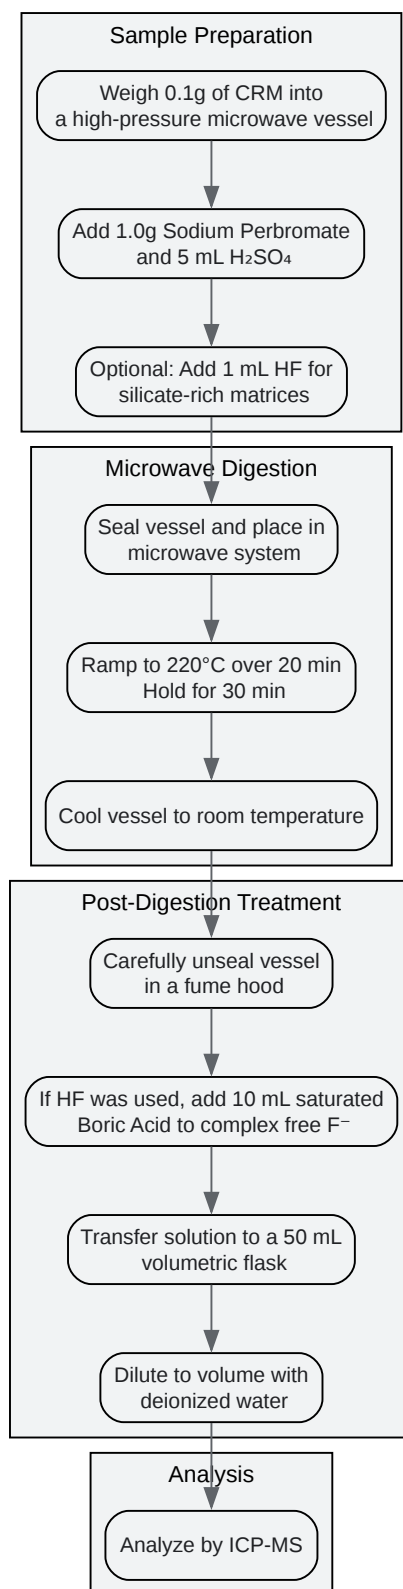 Sample Preparation
Weigh 0.1g of CRM into
a high-pressure microwave vessel
Add 1.0g Sodium Perbromate
and 5 mL H₂SO₄
Optional: Add 1 mL HF for
silicate-rich matrices
Microwave Digestion
Seal vessel and place in
microwave system
Ramp to 220°C over 20 min
Hold for 30 min
Cool vessel to room temperature
Post-Digestion Treatment
Carefully unseal vessel
in a fume hood
If HF was used, add 10 mL saturated
Boric Acid to complex free F⁻
Transfer solution to a 50 mL
volumetric flask
Dilute to volume with
deionized water
Analysis
Analyze by ICP-MS